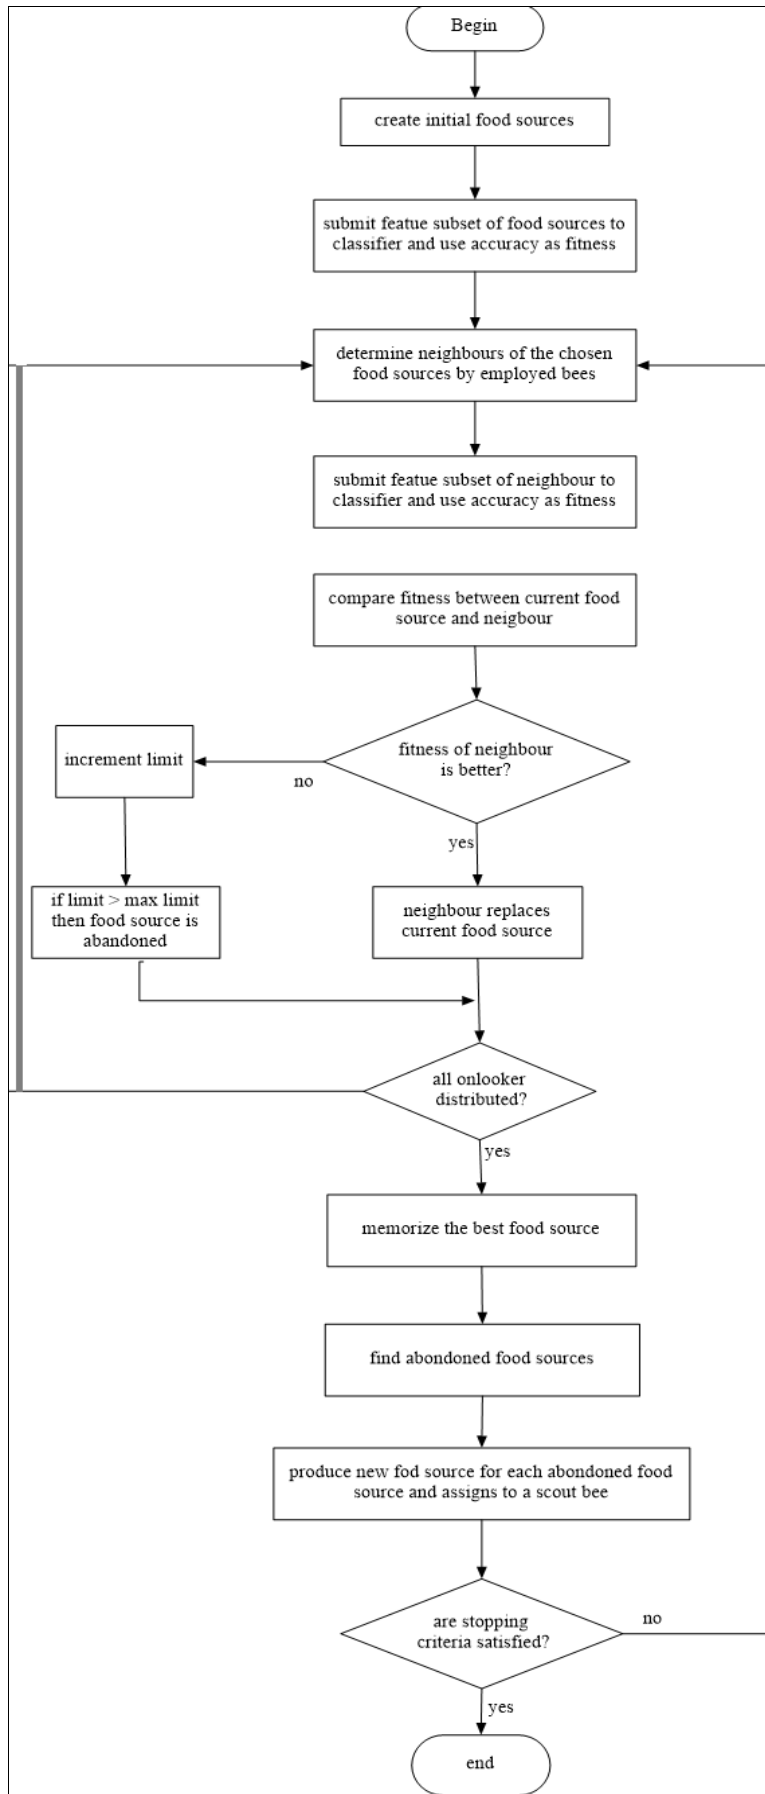 Begin
create initial food sources
submit featue subset of food sources to
classifier and use accuracy as fitness
determine neighbours of the chosen
food sources by employed bees
submit featue subset of neighbour to
classifier and use accuracy as fitness
compare fitness between current food
source and neigbour
fitness of neighbour
is better?
increment limit
no
yes
if limit > max limit
then food source is
abandoned
neighbour replaces
current food source
all onlooker
distributed?
yes
memorize the best food source
find abondoned food sources
produce new fod source for each abondoned food
source and assigns to a scout bee
are stopping
criteria satisfied?
no
yes
end